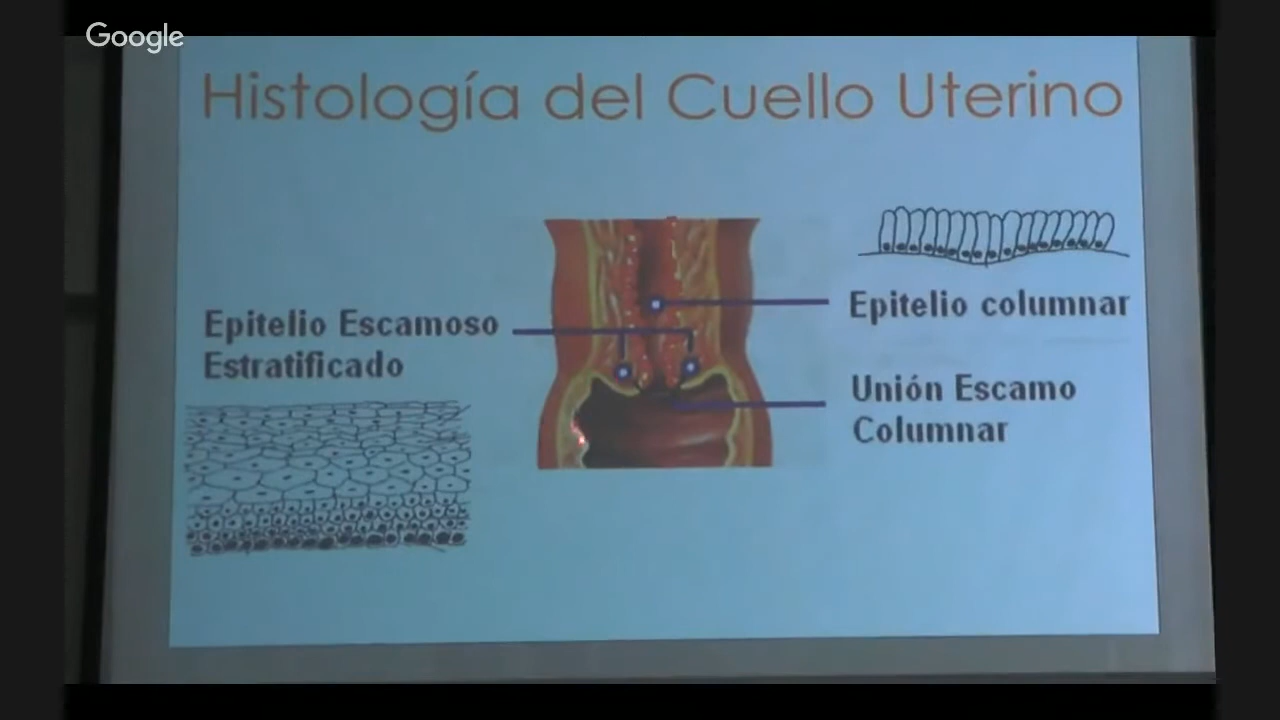 Google
Histología del Cuello Uterino
Epitelio Escamoso
Estratificado
Epitelio columnar
Unión Escamo
Columnar